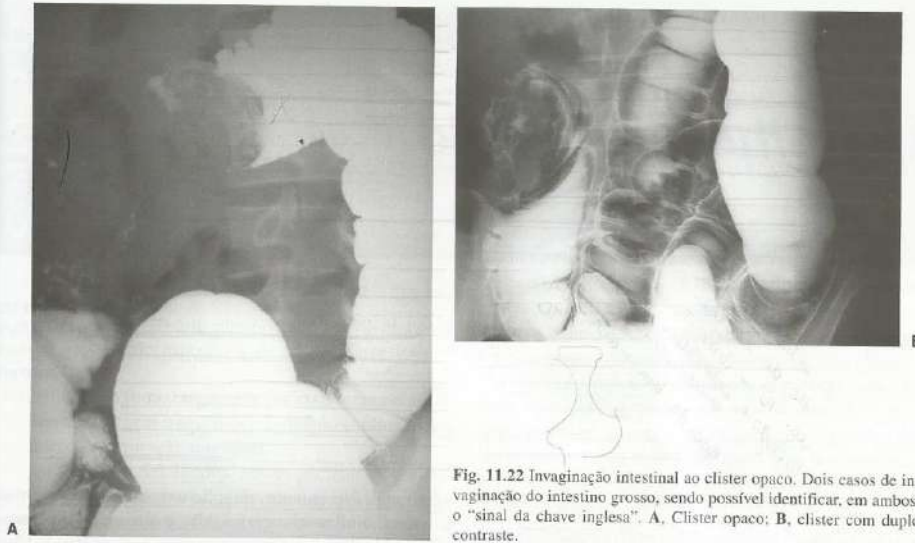 A
B
Fig. 11.22 Invaginação intestinal ao clister opaco. Dois casos de in-
vaginação do intestino grosso, sendo possível identificar, em ambos,
o “sinal da chave inglesa”. A, Clister opaco; B, clister com duplo
contraste.